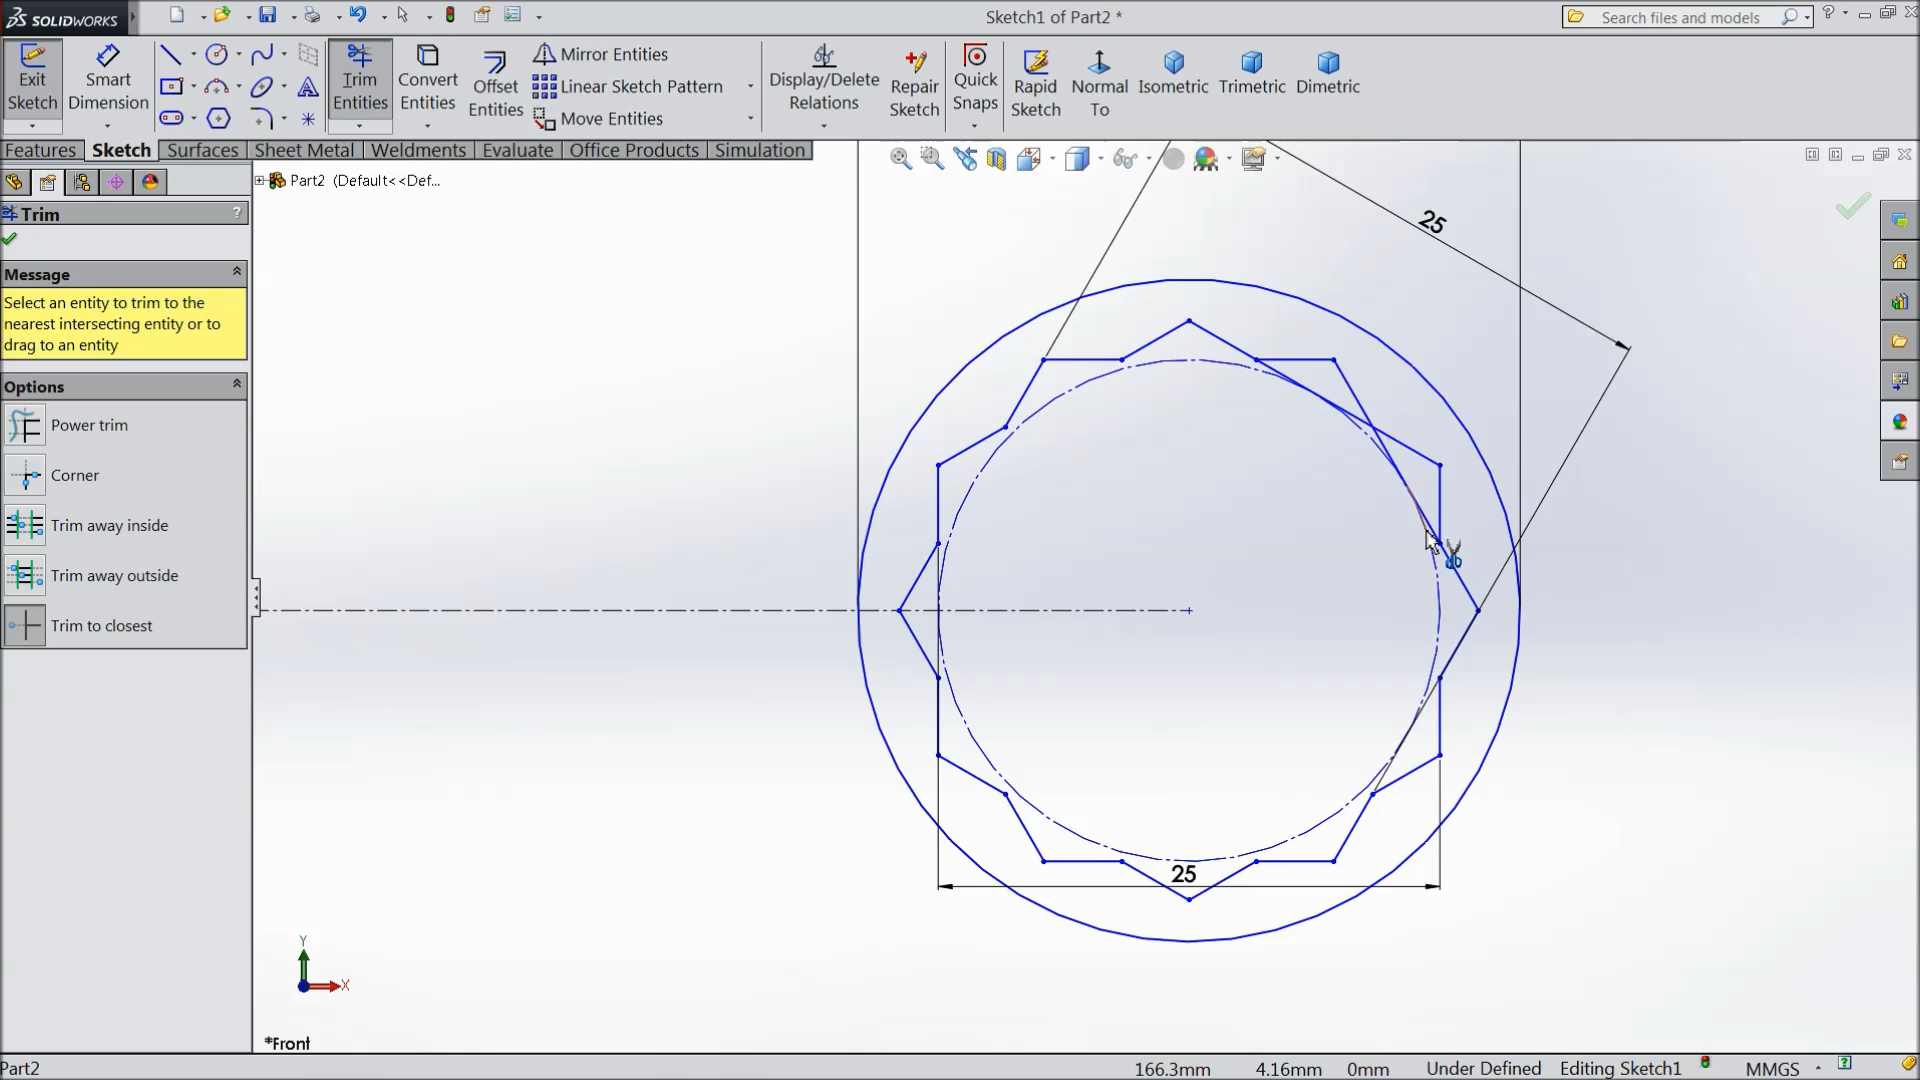 SOLIDWORKS
Sketch1 of Part2 *
Search files and models
?
Exit Sketch
Smart Dimension
Trim Entities
Convert Entities
Offset Entities
Mirror Entities
Linear Sketch Pattern
Move Entities
Display/Delete Relations
Repair Sketch
Quick Snaps
Rapid Sketch
Normal To
Isometric
Trimetric
Dimetric
Features
Sketch
Surfaces
Sheet Metal
Weldments
Evaluate
Office Products
Simulation
Part2 (Default<<Def...
Trim
?
Message
Select an entity to trim to the
nearest intersecting entity or to
drag to an entity
Options
Power trim
Corner
Trim away inside
Trim away outside
Trim to closest
25
25
Y
X
*Front
Part2
166.3mm
4.16mm
0mm
Under Defined
Editing Sketch1
MMGS
?